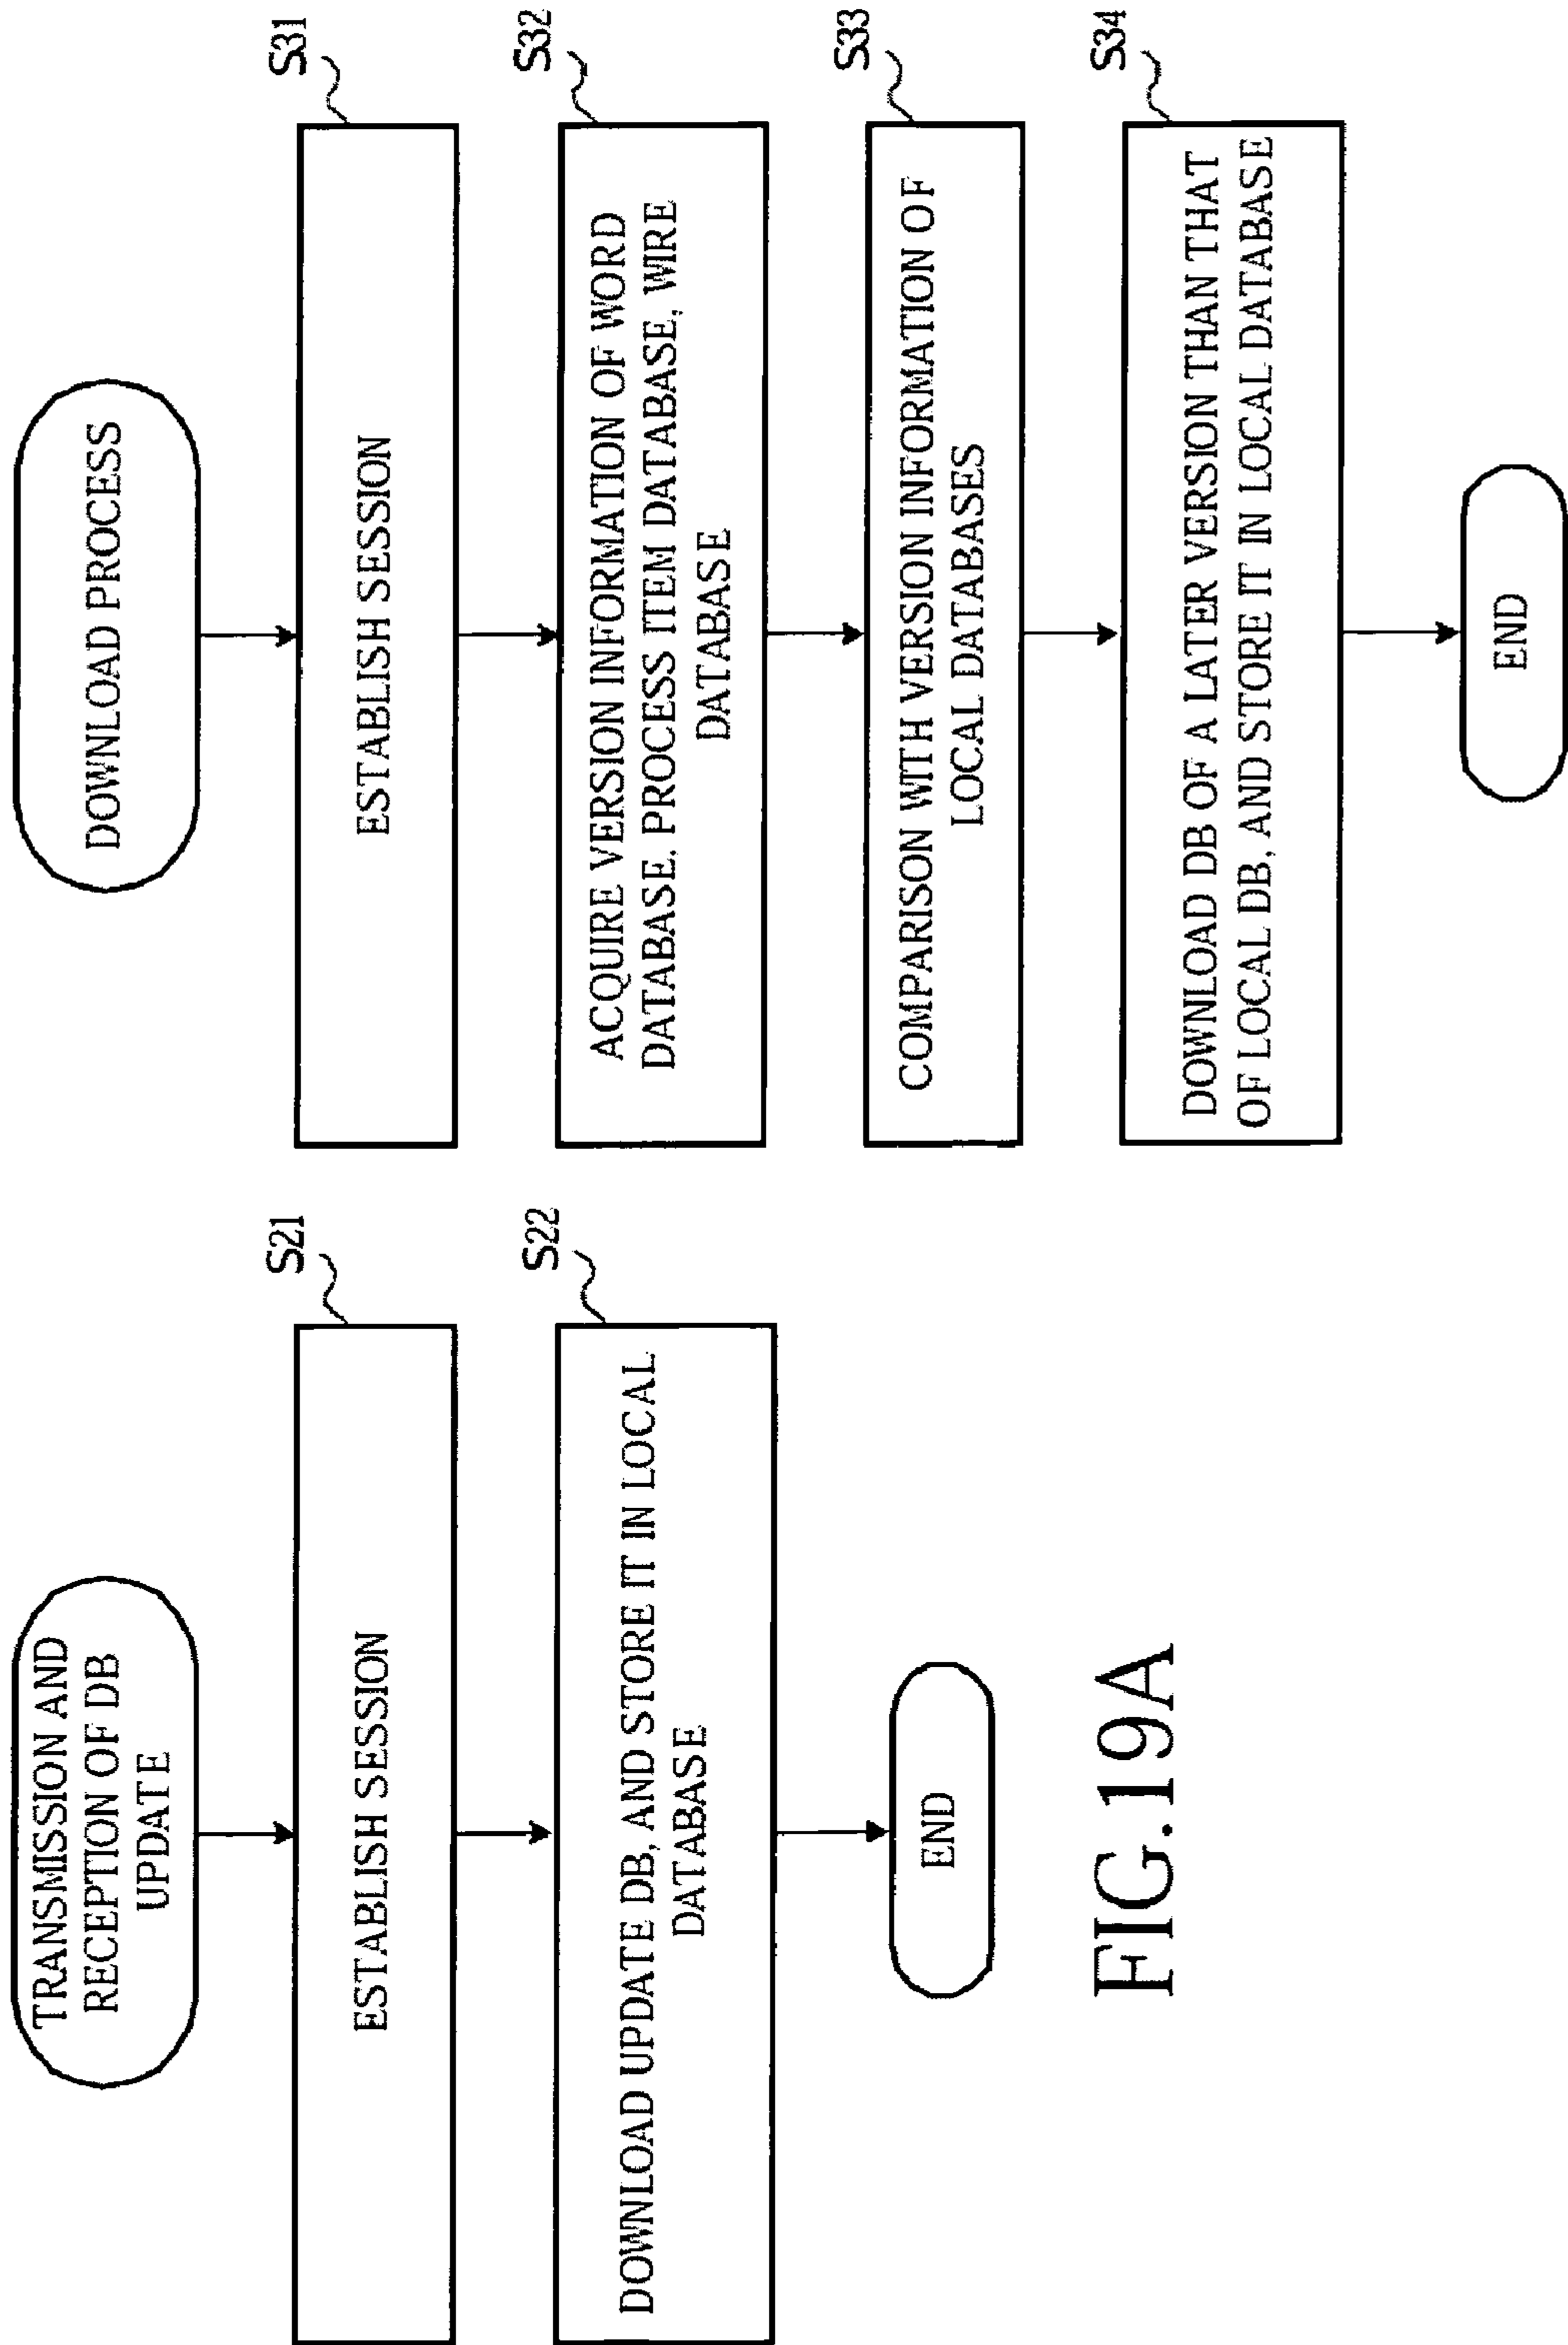 TRANSMISSION AND
RECEPTION OF DB
UPDATE
S21
ESTABLISH SESSION
S22
DOWNLOAD UPDATE DB, AND STORE IT IN LOCAL
DATABASE
END
FIG.19A
DOWNLOAD PROCESS
S31
ESTABLISH SESSION
S32
ACQUIRE VERSION INFORMATION OF WORD
DATABASE, PROCESS ITEM DATABASE, WIRE
DATABASE
S33
COMPARISON WITH VERSION INFORMATION OF
LOCAL DATABASES
S34
DOWNLOAD DB OF A LATER VERSION THAN THAT
OF LOCAL DB, AND STORE IT IN LOCAL DATABASE
END